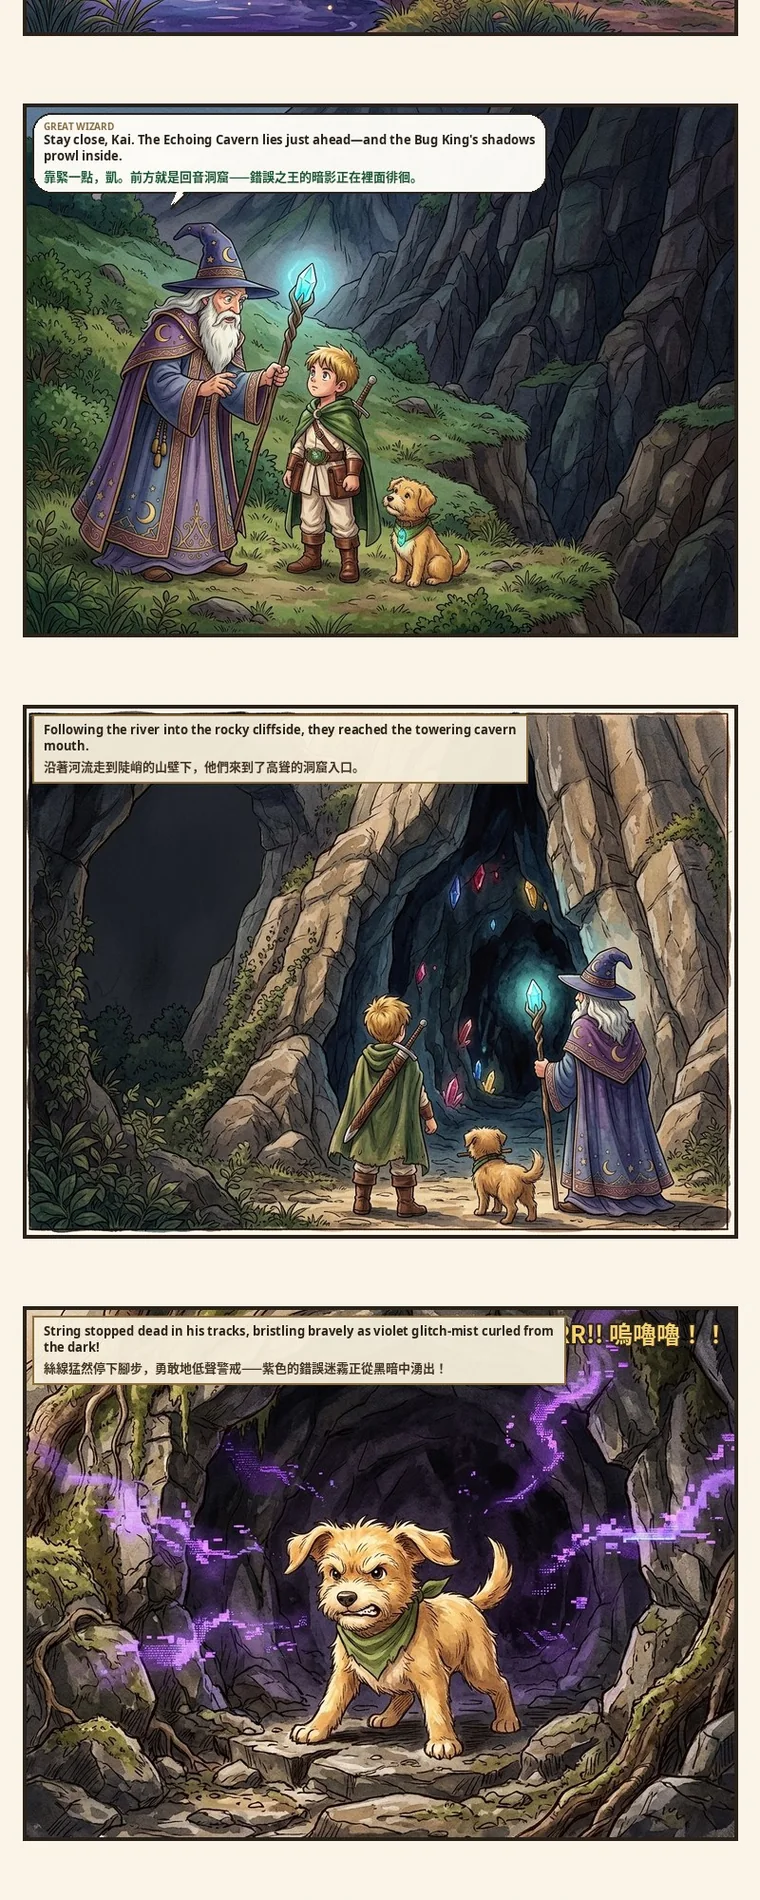 GREAT WIZARD
Stay close, Kai. The Echoing Cavern lies just ahead—and the Bug King's shadows
prowl inside.
靠緊一點，凱。前方就是回音洞窟——錯誤之王的暗影正在裡面徘徊。
Following the river into the rocky cliffside, they reached the towering cavern
mouth.
沿著河流走到陡峭的山壁下，他們來到了高聳的洞窟入口。
String stopped dead in his tracks, bristling bravely as violet glitch-mist curled from
the dark!
絲線猛然停下腳步，勇敢地低聲警戒——紫色的錯誤迷霧正從黑暗中湧出！
RR!! 嗚嚕嚕！！